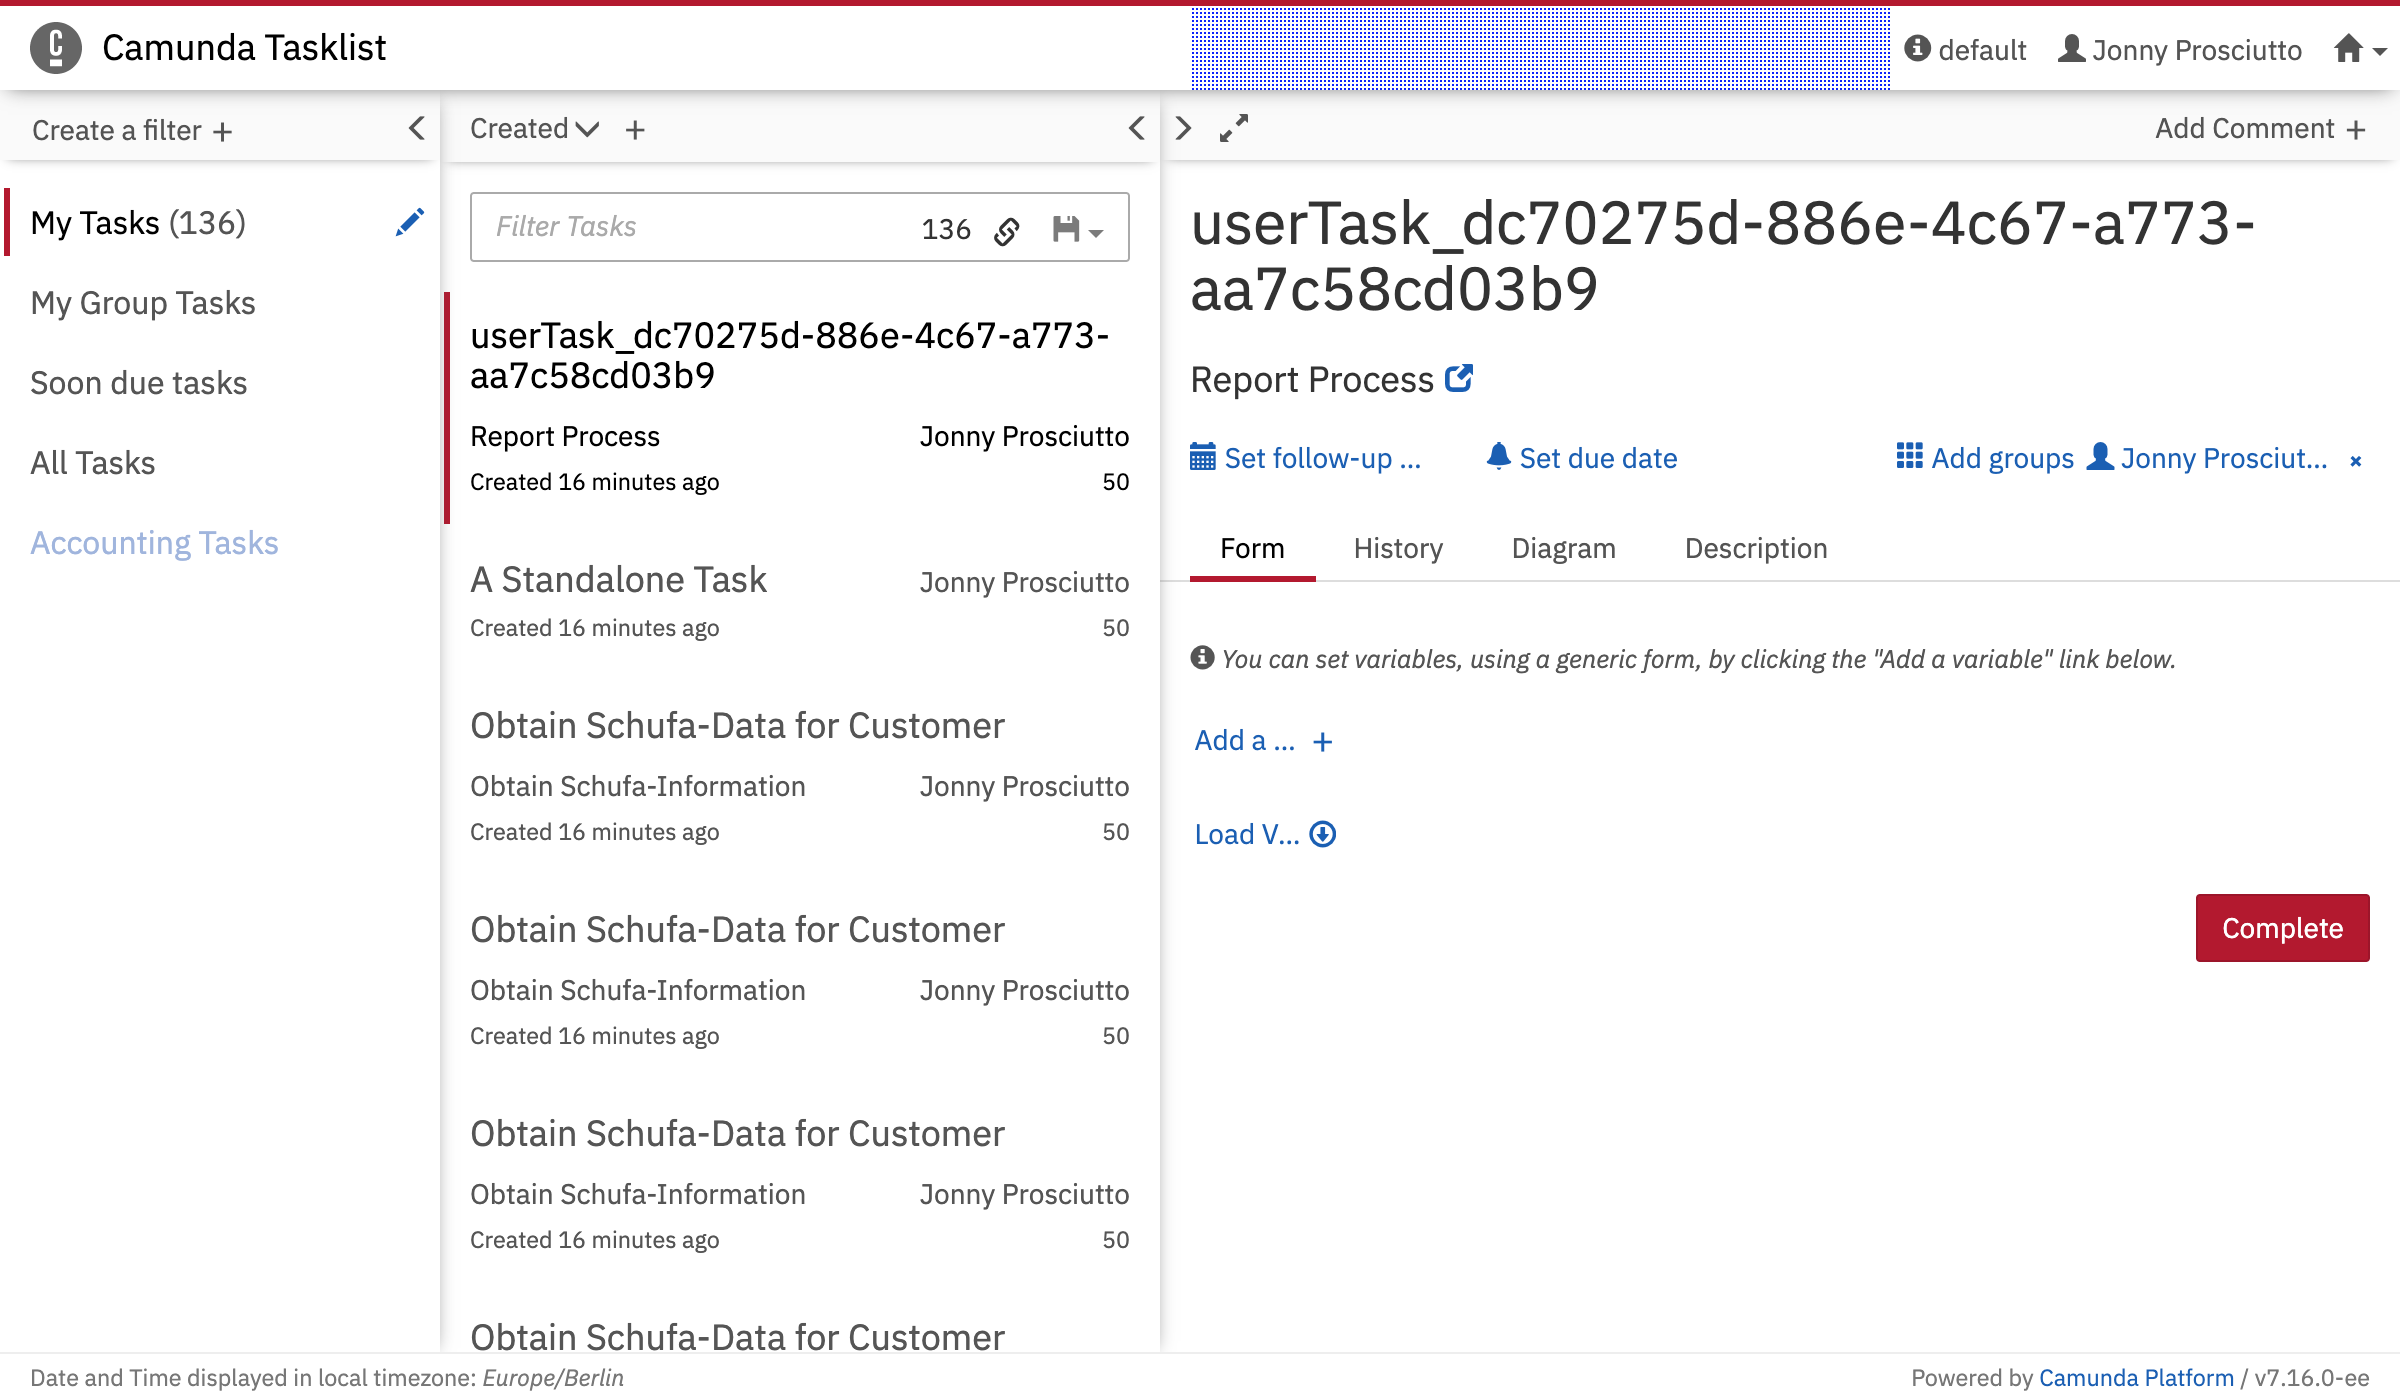 Camunda Tasklist
default
Jonny Prosciutto
Create a filter +
Created
+
Add Comment +
My Tasks (136)
My Group Tasks
Soon due tasks
All Tasks
Accounting Tasks
Filter Tasks
136
userTask_dc70275d-886e-4c67-a773-
aa7c58cd03b9
Report Process
Jonny Prosciutto
Created 16 minutes ago
50
A Standalone Task
Jonny Prosciutto
Created 16 minutes ago
50
Obtain Schufa-Data for Customer
Obtain Schufa-Information
Jonny Prosciutto
Created 16 minutes ago
50
Obtain Schufa-Data for Customer
Obtain Schufa-Information
Jonny Prosciutto
Created 16 minutes ago
50
Obtain Schufa-Data for Customer
Obtain Schufa-Information
Jonny Prosciutto
Created 16 minutes ago
50
Obtain Schufa-Data for Customer
userTask_dc70275d-886e-4c67-a773-
aa7c58cd03b9
Report Process
Set follow-up ...
Set due date
Add groups
Jonny Prosciut... ×
Form
History
Diagram
Description
You can set variables, using a generic form, by clicking the "Add a variable" link below.
Add a ... +
Load V...
Complete
Date and Time displayed in local timezone: Europe/Berlin
Powered by Camunda Platform / v7.16.0-ee